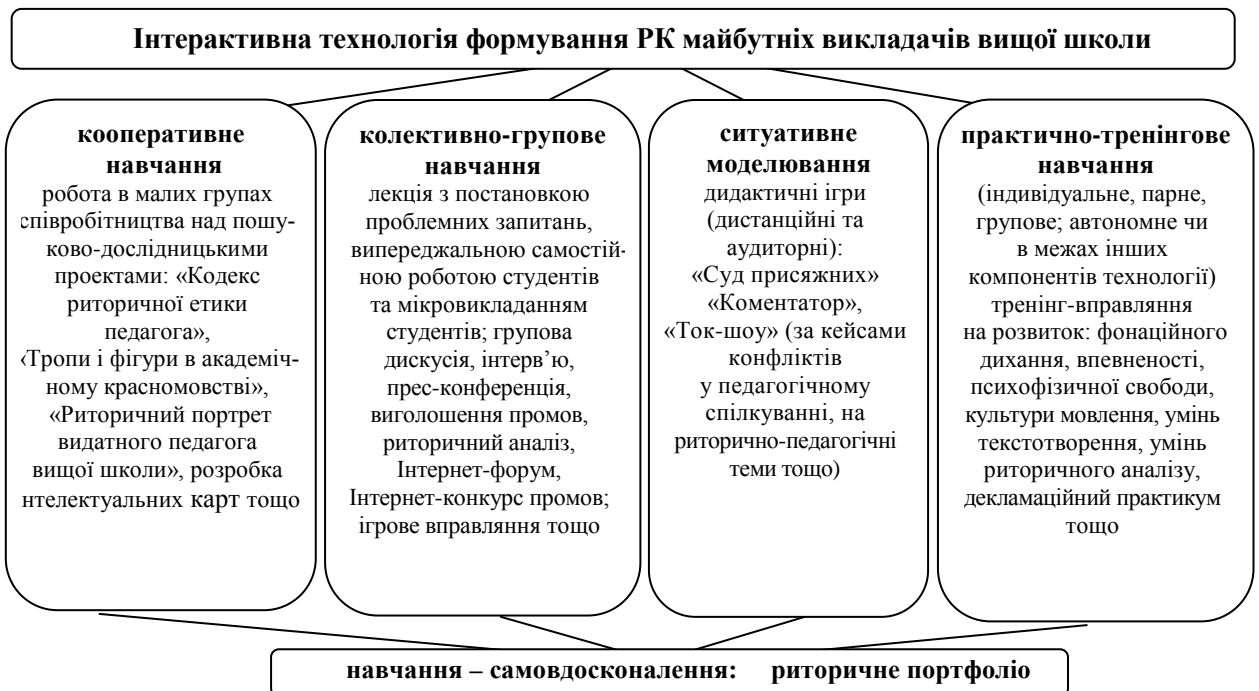 Інтерактивна технологія формування РК майбутніх викладачів вищої школи
кооперативне
навчання
робота в малих групах
співробітництва над пошу-
ково-дослідницькими
проектами: «Кодекс
риторичної етики
педагога»,
«Тропи і фігури в академіч-
ному красномовстві»,
«Риторичний портрет
видатного педагога
вищої школи», розробка
нтелектуальних карт тощо
колективно-групове
навчання
лекція з постановкою
проблемних запитань,
випереджальною самостій-
ною роботою студентів
та мікровикладанням
студентів; групова
дискусія, інтерв’ю,
прес-конференція,
виголошення промов,
риторичний аналіз,
Інтернет-форум,
Інтернет-конкурс промов;
ігрове вправляння тощо
ситуативне
моделювання
дидактичні ігри
(дистанційні та
аудиторні):
«Суд присяжних»
«Коментатор»,
«Ток-шоу» (за кейсами
конфліктів
у педагогічному
спілкуванні, на
риторично-педагогічні
теми тощо)
практично-тренінгове
навчання
(індивідуальне, парне,
групове; автономне чи
в межах інших
компонентів технології)
тренінг-вправляння
на розвиток: фонаційного
дихання, впевненості,
психофізичної свободи,
культури мовлення, умінь
текстотворення, умінь
риторичного аналізу,
декламаційний практикум
тощо
навчання – самовдосконалення: риторичне портфоліо